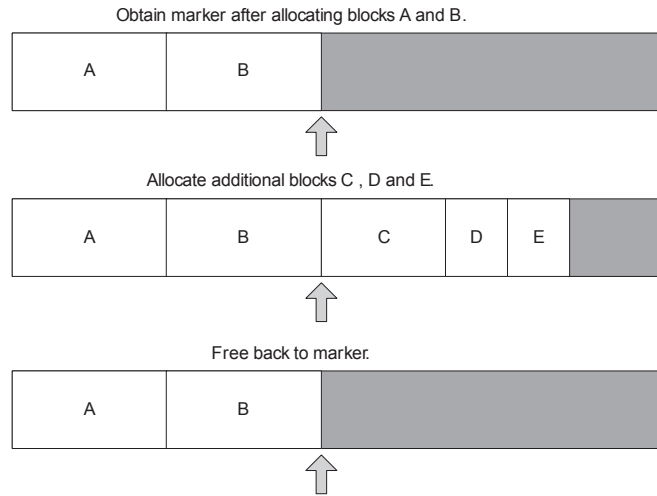 Obtain marker after allocating blocks A and B.
A B
Allocate additional blocks C , D and E.
A B C D E
Free back to marker.
A B